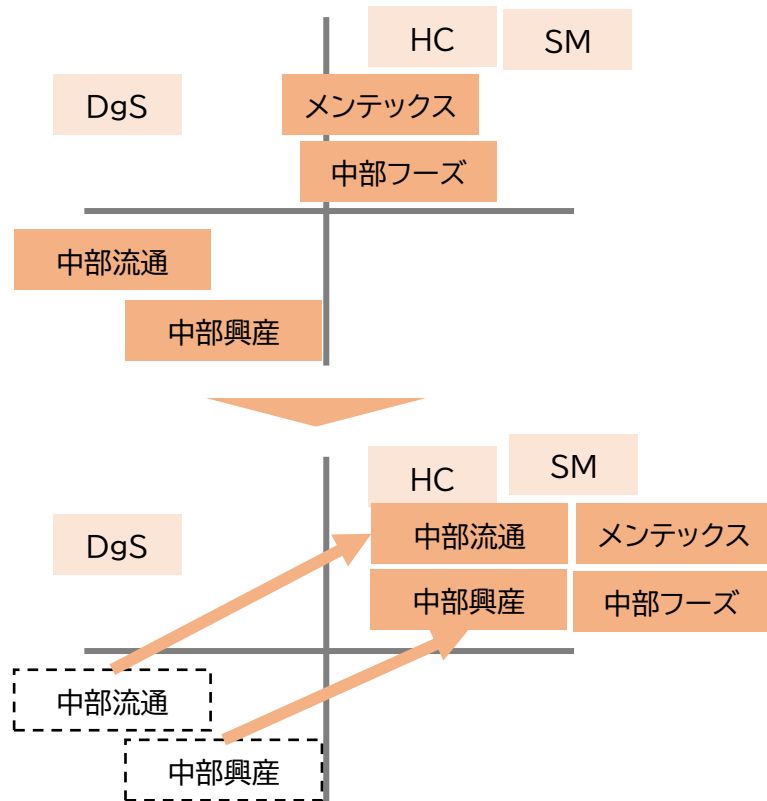 HC
SM
DgS
メンテックス
中部フーズ
中部流通
中部興産
HC
SM
DgS
中部流通
メンテックス
中部興産
中部フーズ
中部流通
中部興産